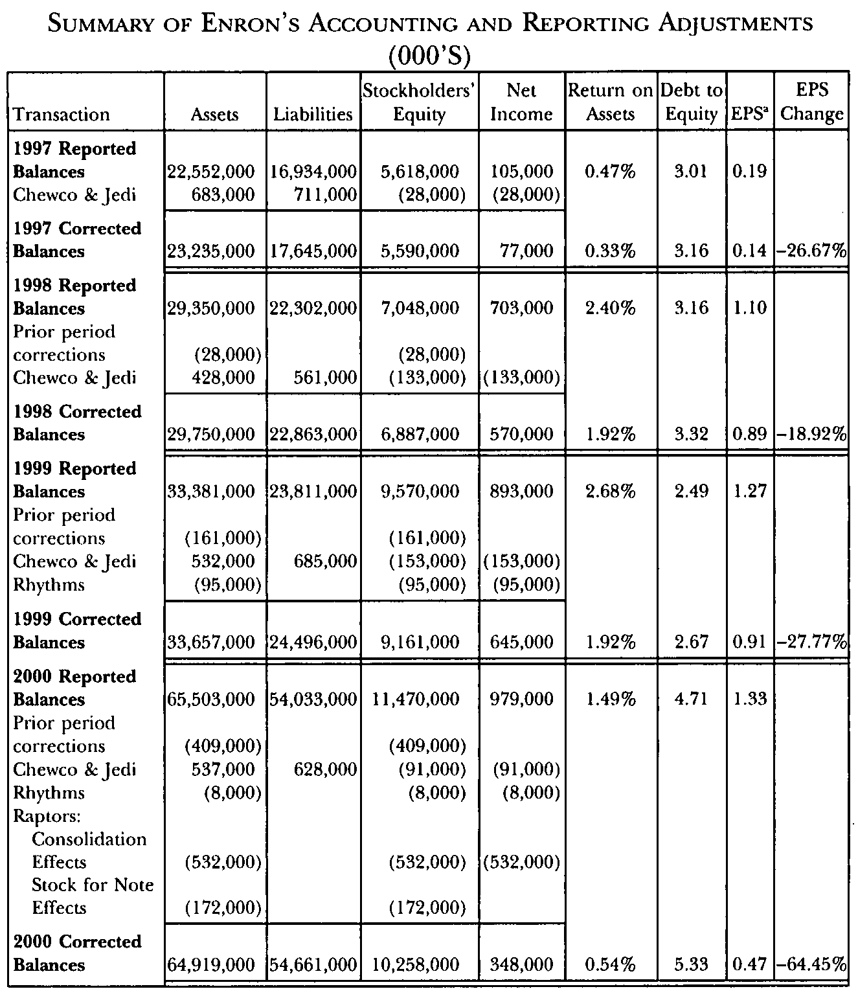 SUMMARY OF ENRON'S ACCOUNTING AND REPORTING ADJUSTMENTS
(000'S)
Transaction Assets Liabilities Stockholders' Equity Net Income Return on Assets Debt to Equity EPSª EPS Change
1997 Reported
Balances 22,552,000 16,934,000 5,618,000 105,000 0.47% 3.01 0.19
Chewco & Jedi 683,000 711,000 (28,000) (28,000)
1997 Corrected
Balances 23,235,000 17,645,000 5,590,000 77,000 0.33% 3.16 0.14 –26.67%
1998 Reported
Balances 29,350,000 22,302,000 7,048,000 703,000 2.40% 3.16 1.10
Prior period
corrections (28,000) (28,000)
Chewco & Jedi 428,000 561,000 (133,000) (133,000)
1998 Corrected
Balances 29,750,000 22,863,000 6,887,000 570,000 1.92% 3.32 0.89 –18.92%
1999 Reported
Balances 33,381,000 23,811,000 9,570,000 893,000 2.68% 2.49 1.27
Prior period
corrections (161,000) (161,000)
Chewco & Jedi 532,000 685,000 (153,000) (153,000)
Rhythms (95,000) (95,000) (95,000)
1999 Corrected
Balances 33,657,000 24,496,000 9,161,000 645,000 1.92% 2.67 0.91 –27.77%
2000 Reported
Balances 65,503,000 54,033,000 11,470,000 979,000 1.49% 4.71 1.33
Prior period
corrections (409,000) (409,000)
Chewco & Jedi 537,000 628,000 (91,000) (91,000)
Rhythms (8,000) (8,000) (8,000)
Raptors:
Consolidation
Effects (532,000) (532,000) (532,000)
Stock for Note
Effects (172,000) (172,000)
2000 Corrected
Balances 64,919,000 54,661,000 10,258,000 348,000 0.54% 5.33 0.47 –64.45%